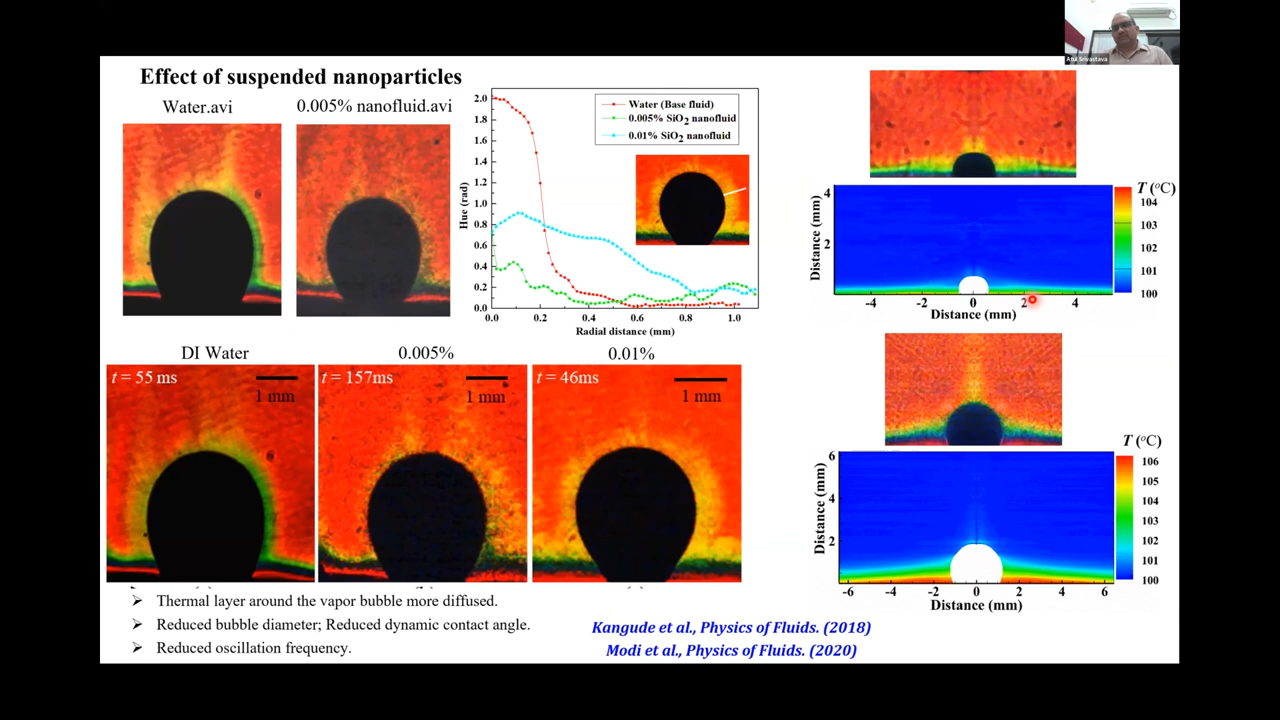 Atul Srivastava
Effect of suspended nanoparticles
Water.avi
0.005% nanofluid.avi
2.0
1.8
1.6
1.4
1.2
1.0
0.8
0.6
0.4
0.2
0.0
Hue (rad)
Water (Base fluid)
0.005% SiO2 nanofluid
0.01% SiO2 nanofluid
0.0 0.2 0.4 0.6 0.8 1.0
Radial distance (mm)
4
2
Distance (mm)
-4 -2 0 2 4
Distance (mm)
T (°C)
104
103
102
101
100
DI Water
0.005%
0.01%
t = 55 ms
1 mm
t = 157ms
1 mm
t = 46ms
1 mm
6
4
2
Distance (mm)
-6 -4 -2 0 2 4 6
Distance (mm)
T (°C)
106
105
104
103
102
101
100
➢ Thermal layer around the vapor bubble more diffused.
➢ Reduced bubble diameter; Reduced dynamic contact angle.
➢ Reduced oscillation frequency.
Kangude et al., Physics of Fluids. (2018)
Modi et al., Physics of Fluids. (2020)